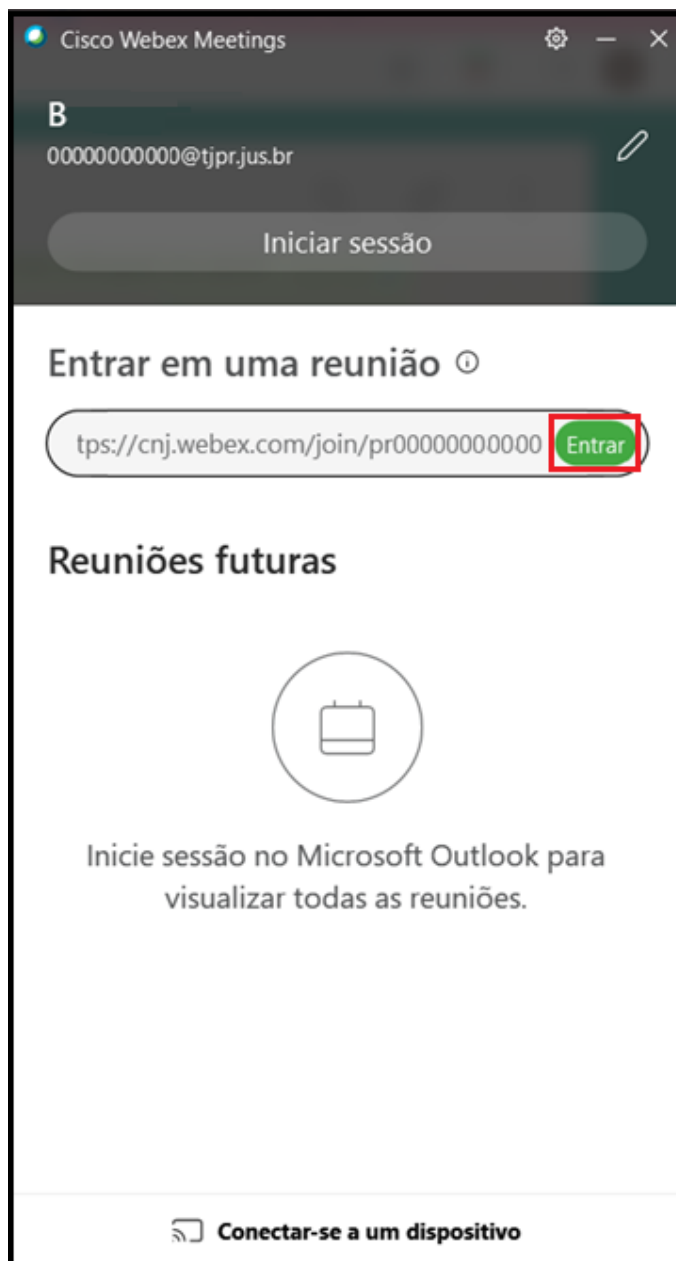 Cisco Webex Meetings
B
00000000000@tjpr.jus.br
Iniciar sessão
Entrar em uma reunião
tps://cnj.webex.com/join/pr00000000000 Entrar
Reuniões futuras
Inicie sessão no Microsoft Outlook para
visualizar todas as reuniões.
Conectar-se a um dispositivo